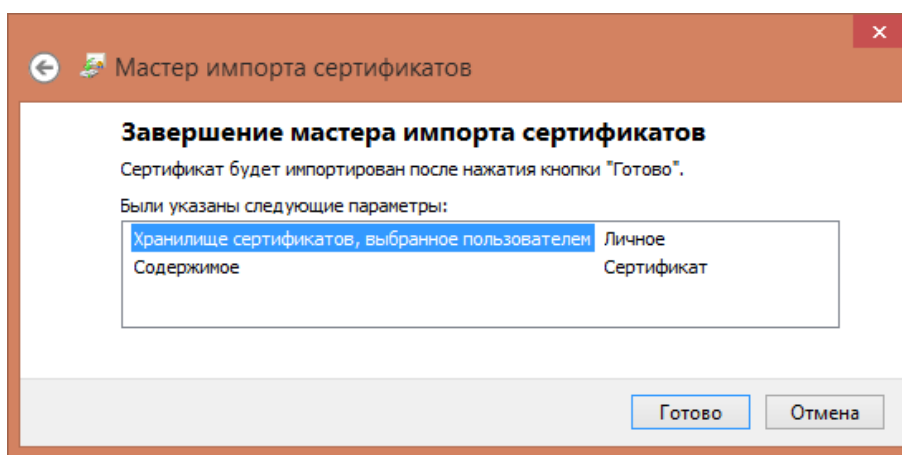 Мастер импорта сертификатов
Завершение мастера импорта сертификатов
Сертификат будет импортирован после нажатия кнопки "Готово".
Были указаны следующие параметры:
Хранилище сертификатов, выбранное пользователем Личное
Содержимое Сертификат
Готово Отмена